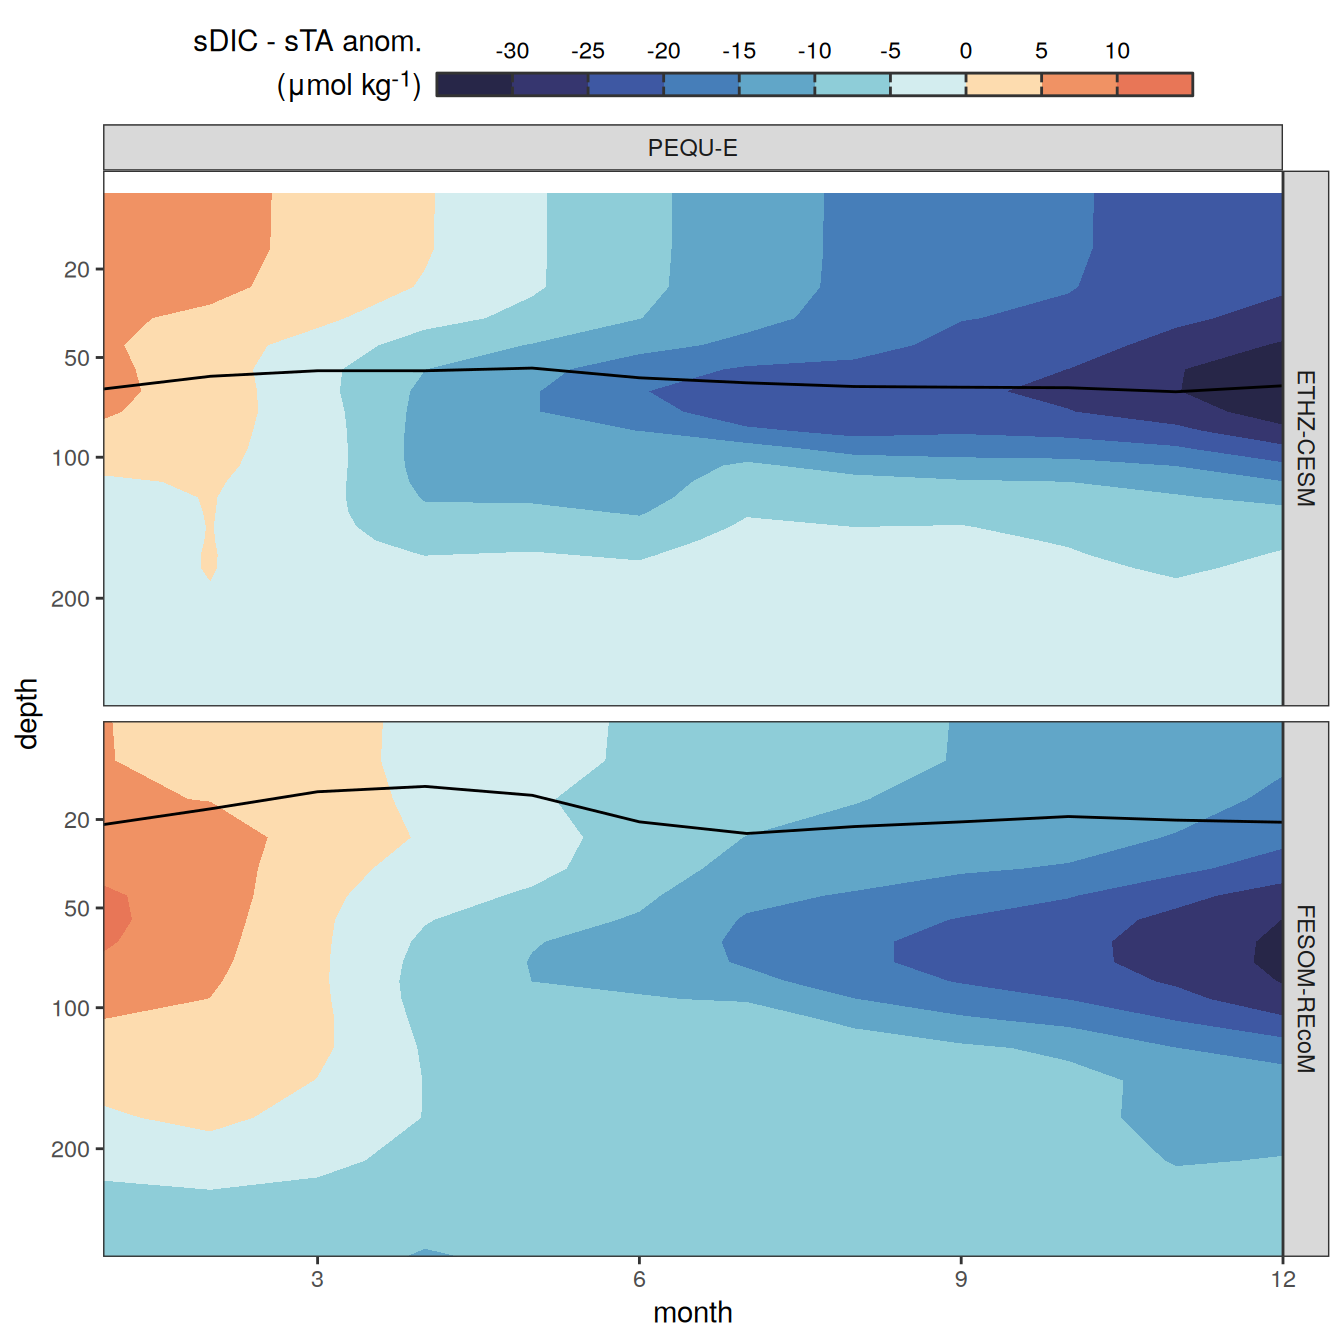 sDIC - sTA anom.
(μmol kg⁻¹)
-30 -25 -20 -15 -10 -5 0 5 10
PEQU-E
20
50
100
200
ETHZ-CESM
depth
20
50
100
200
FESOM-REcoM
3 6 9 12
month